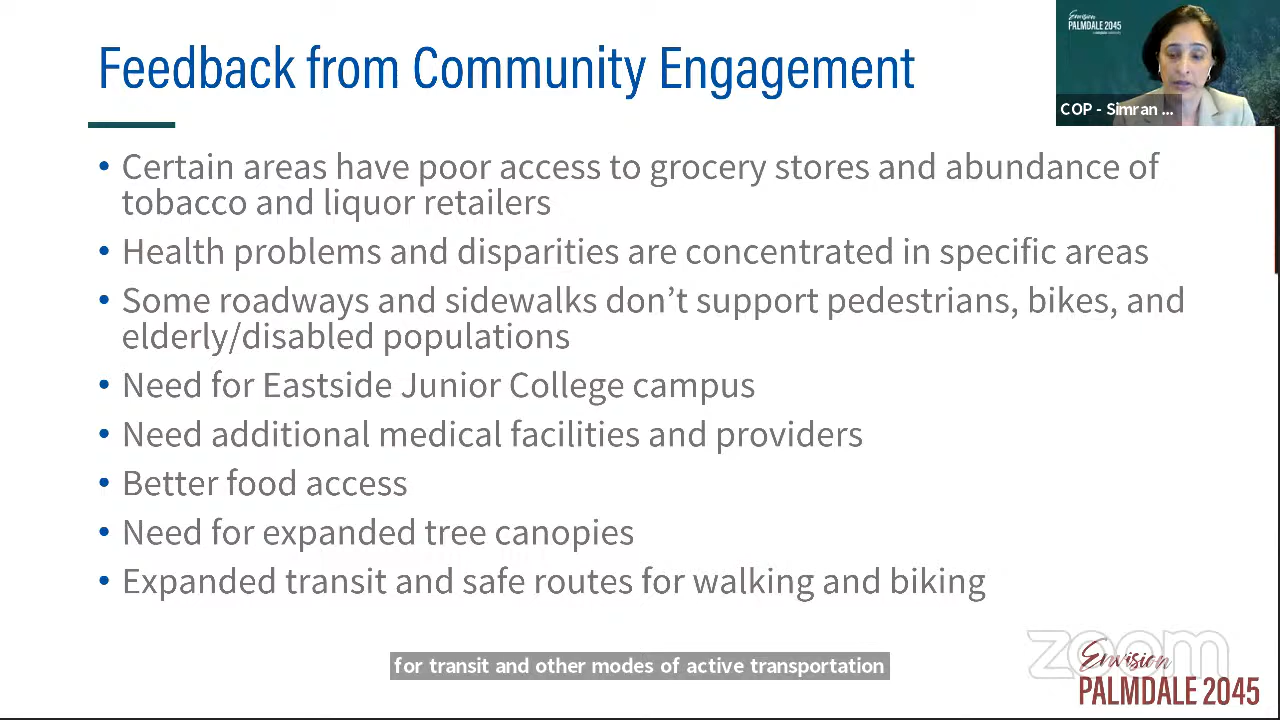 Feedback from Community Engagement
Envision
PALMDALE 2045
COP - Simran ...
• Certain areas have poor access to grocery stores and abundance of
tobacco and liquor retailers
• Health problems and disparities are concentrated in specific areas
• Some roadways and sidewalks don’t support pedestrians, bikes, and
elderly/disabled populations
• Need for Eastside Junior College campus
• Need additional medical facilities and providers
• Better food access
• Need for expanded tree canopies
• Expanded transit and safe routes for walking and biking
for transit and other modes of active transportation
zoom
Envision
PALMDALE 2045